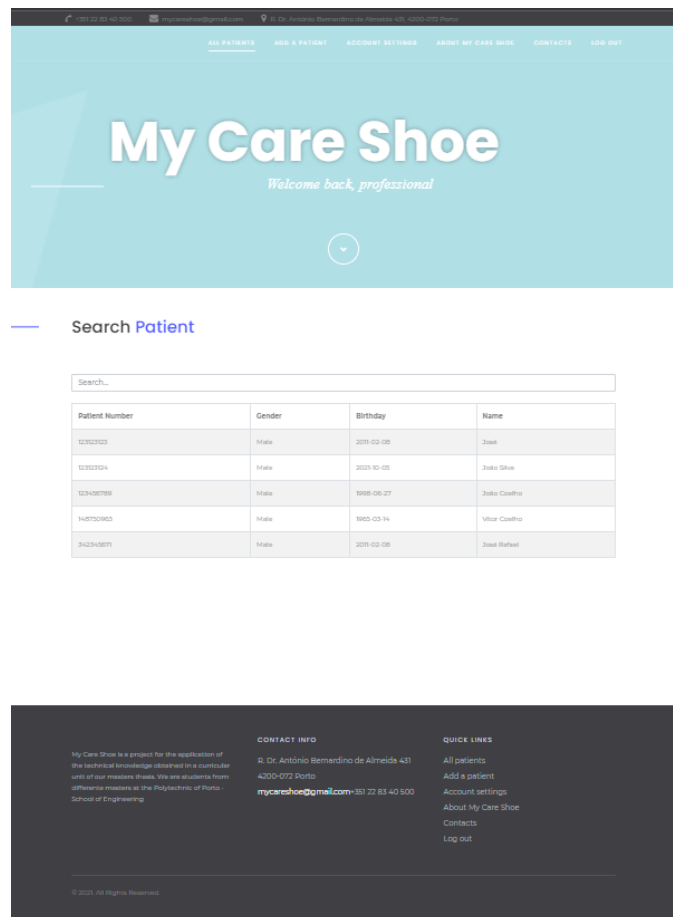 +351 22 83 40 500 mycareshoe@gmail.com R. Dr. António Bernardino de Almeida 431, 4200-072 Porto
ALL PATIENTS ADD A PATIENT ACCOUNT SETTINGS ABOUT MY CARE SHOE CONTACTS LOG OUT
My Care Shoe
Welcome back, professional
Search Patient
Search...
Patient Number Gender Birthday Name
123123123 Male 2011-02-08 José
123123124 Male 2021-10-05 João Silva
123456789 Male 1998-06-27 João Coelho
148750963 Male 1965-03-14 Vitor Coelho
342345671 Male 2011-02-08 José Rafael
My Care Shoe is a project for the application of
the technical knowledge obtained in a curricular
unit of our masters thesis. We are students from
differente masters at the Polytechnic of Porto -
School of Engineering
CONTACT INFO
R. Dr. António Bernardino de Almeida 431
4200-072 Porto
mycareshoe@gmail.com+351 22 83 40 500
QUICK LINKS
All patients
Add a patient
Account settings
About My Care Shoe
Contacts
Log out
© 2021, All Rights Reserved.